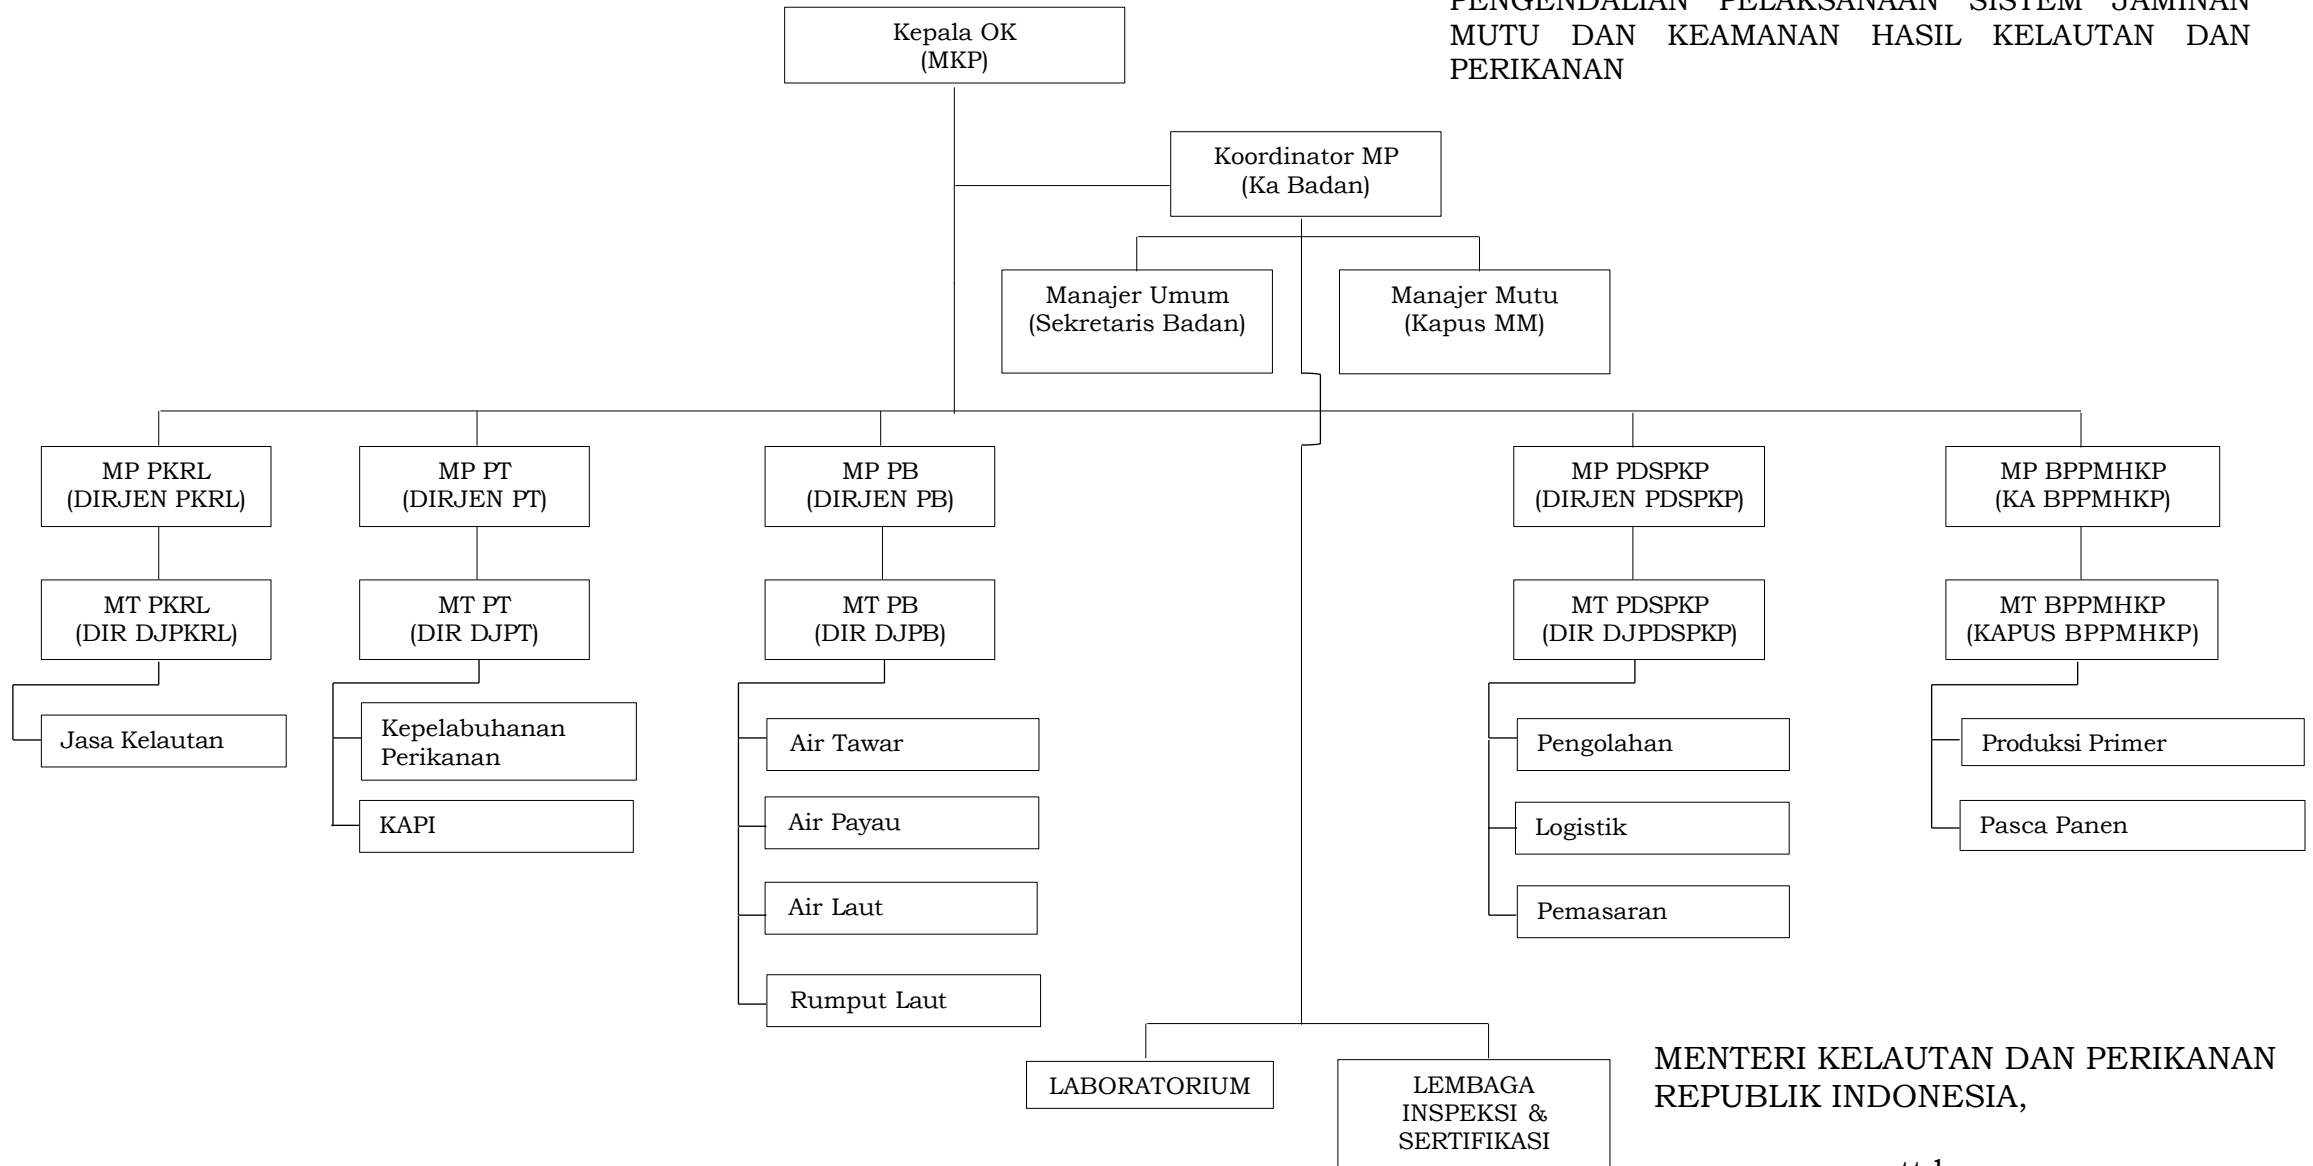 PENGENDALIAN PELAKSANAAN SISTEM JAMINAN
MUTU DAN KEAMANAN HASIL KELAUTAN DAN
PERIKANAN
Kepala OK
(MKP)
Koordinator MP
(Ka Badan)
Manajer Umum
(Sekretaris Badan)
Manajer Mutu
(Kapus MM)
MP PKRL
(DIRJEN PKRL)
MP PT
(DIRJEN PT)
MP PB
(DIRJEN PB)
MP PDSPKP
(DIRJEN PDSPKP)
MP BPPMHKP
(KA BPPMHKP)
MT PKRL
(DIR DJPKRL)
MT PT
(DIR DJPT)
MT PB
(DIR DJPB)
MT PDSPKP
(DIR DJPDSPKP)
MT BPPMHKP
(KAPUS BPPMHKP)
Jasa Kelautan
Kepelabuhanan
Perikanan
KAPI
Air Tawar
Air Payau
Air Laut
Rumput Laut
Pengolahan
Logistik
Pemasaran
Produksi Primer
Pasca Panen
LABORATORIUM
LEMBAGA
INSPEKSI &
SERTIFIKASI
MENTERI KELAUTAN DAN PERIKANAN
REPUBLIK INDONESIA,